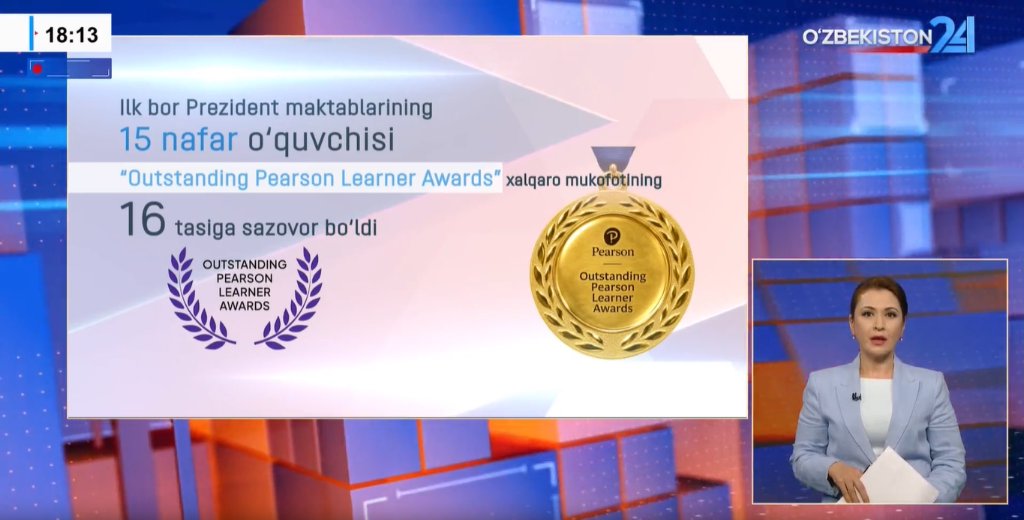 18:13
O‘ZBEKISTON 24
Ilk bor Prezident maktablarining
15 nafar o‘quvchisi
“Outstanding Pearson Learner Awards” xalqaro mukofotining
16 tasiga sazovor bo‘ldi
OUTSTANDING
PEARSON
LEARNER
AWARDS
Pearson
Outstanding
Pearson
Learner
Awards